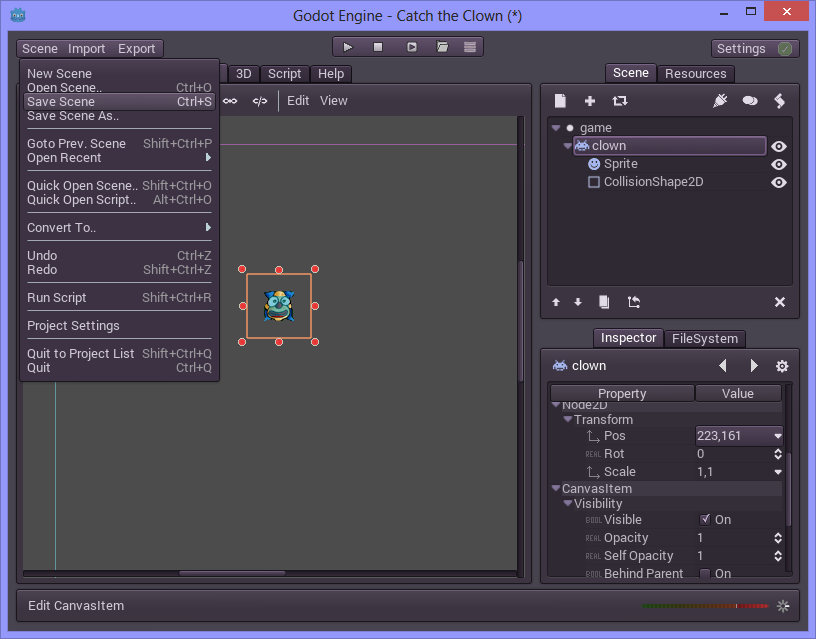 Godot Engine - Catch the Clown (*)
Scene Import Export
Settings
3D Script Help
Scene Resources
New Scene
Open Scene.. Ctrl+O
Save Scene Ctrl+S
Save Scene As..
Goto Prev. Scene Shift+Ctrl+P
Open Recent
Quick Open Scene.. Shift+Ctrl+O
Quick Open Script.. Alt+Ctrl+O
Convert To..
Undo Ctrl+Z
Redo Shift+Ctrl+Z
Run Script Shift+Ctrl+R
Project Settings
Quit to Project List Shift+Ctrl+Q
Quit Ctrl+Q
Edit View
game
clown
Sprite
CollisionShape2D
Inspector FileSystem
clown
Property Value
Node2D
Transform
Pos 223,161
REAL Rot 0
Scale 1,1
CanvasItem
Visibility
BOOL Visible On
REAL Opacity 1
REAL Self Opacity 1
BOOL Behind Parent On
Edit CanvasItem